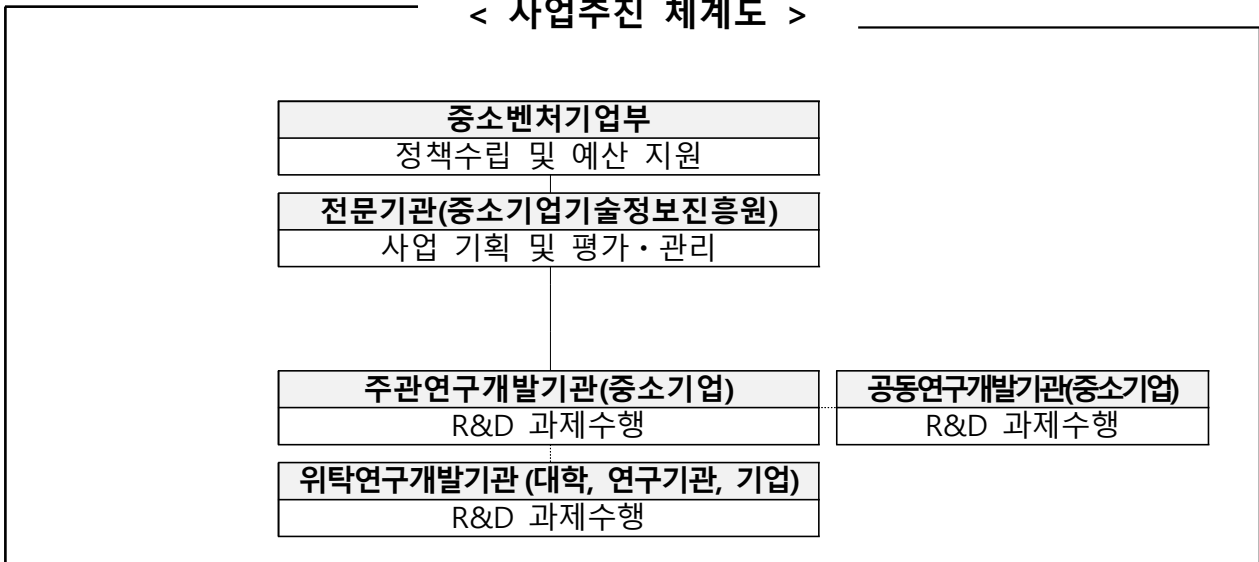 < 사업추진 체계도 >
중소벤처기업부
정책수립 및 예산 지원
전문기관(중소기업기술정보진흥원)
사업 기획 및 평가・관리
주관연구개발기관(중소기업)
공동연구개발기관(중소기업)
R&D 과제수행
R&D 과제수행
위탁연구개발기관 (대학, 연구기관, 기업)
R&D 과제수행